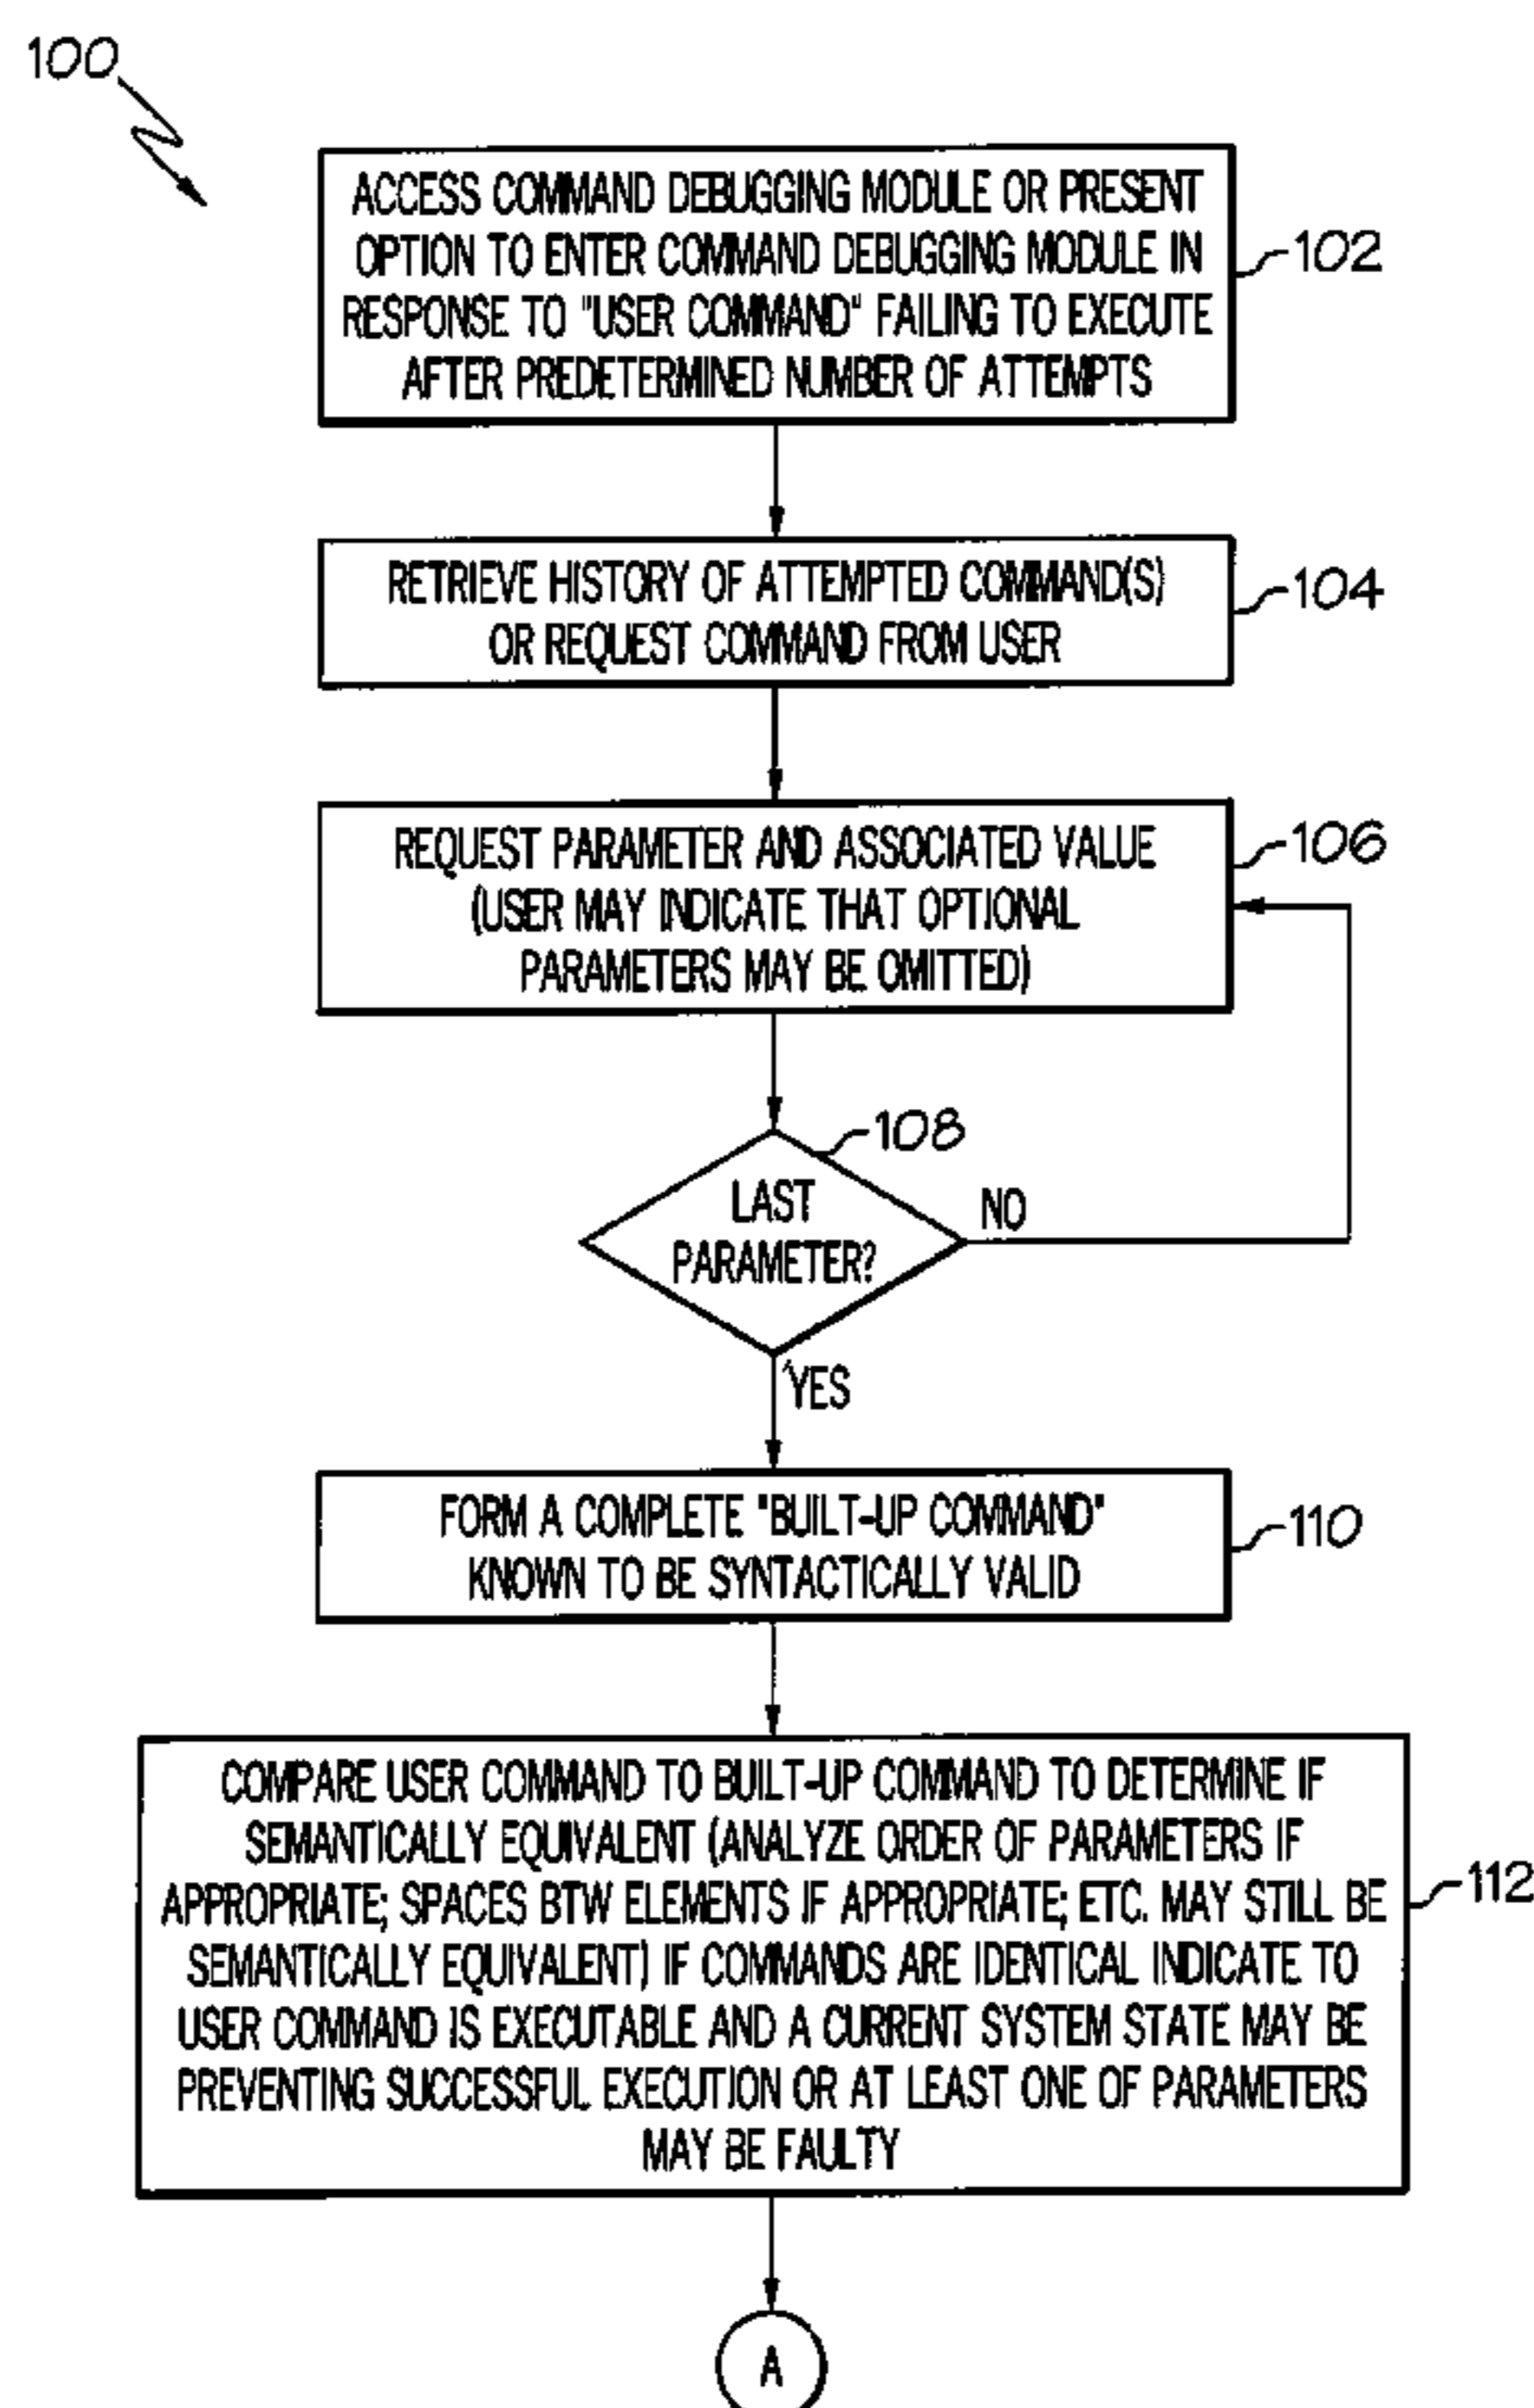 100
ACCESS COMMAND DEBUGGING MODULE OR PRESENT
OPTION TO ENTER COMMAND DEBUGGING MODULE IN
RESPONSE TO "USER COMMAND" FAILING TO EXECUTE
AFTER PREDETERMINED NUMBER OF ATTEMPTS
102
RETRIEVE HISTORY OF ATTEMPTED COMMAND(S)
OR REQUEST COMMAND FROM USER
104
REQUEST PARAMETER AND ASSOCIATED VALUE
(USER MAY INDICATE THAT OPTIONAL
PARAMETERS MAY BE OMITTED)
106
108
LAST
PARAMETER?
NO
YES
FORM A COMPLETE "BUILT-UP COMMAND"
KNOWN TO BE SYNTACTICALLY VALID
110
COMPARE USER COMMAND TO BUILT-UP COMMAND TO DETERMINE IF
SEMANTICALLY EQUIVALENT (ANALYZE ORDER OF PARAMETERS IF
APPROPRIATE; SPACES BTW ELEMENTS IF APPROPRIATE; ETC. MAY STILL BE
SEMANTICALLY EQUIVALENT) IF COMMANDS ARE IDENTICAL INDICATE TO
USER COMMAND IS EXECUTABLE AND A CURRENT SYSTEM STATE MAY BE
PREVENTING SUCCESSFUL EXECUTION OR AT LEAST ONE OF PARAMETERS
MAY BE FAULTY
112
A